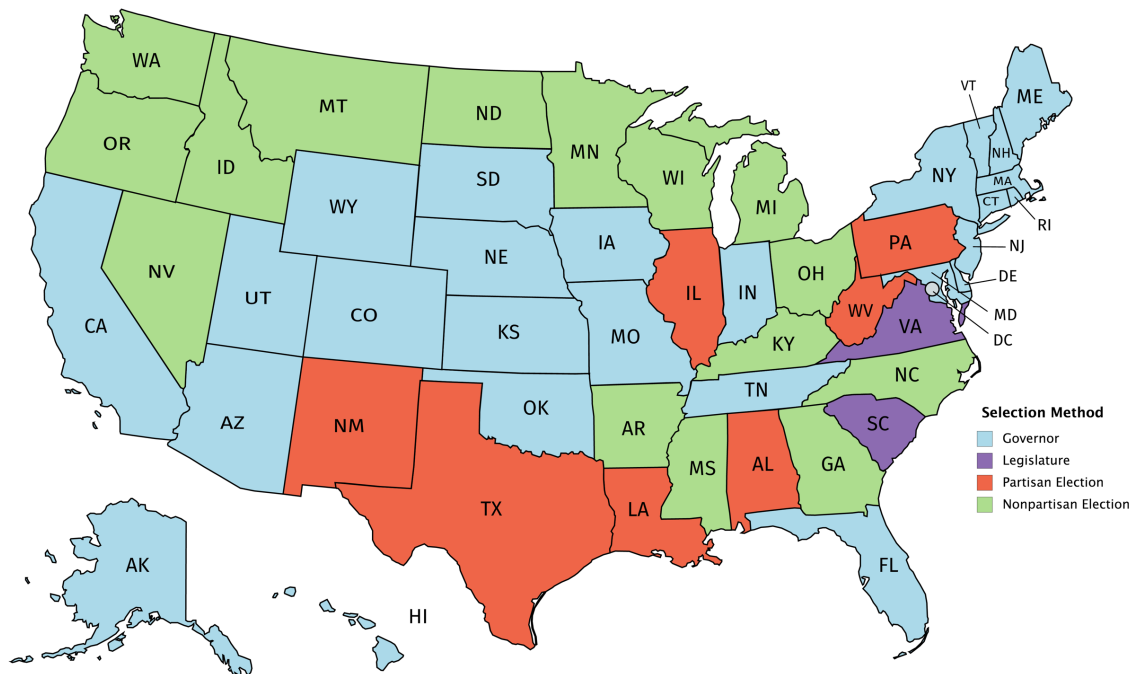 WA
VT
ME
MT
ND
OR
MN
NH
ID
WI
SD
NY
MA
CT
WY
MI
RI
IA
PA
NJ
NE
NV
OH
DE
UT
IL
IN
CO
WV
MD
CA
KS
MO
VA
DC
KY
NC
TN
OK
AZ
NM
AR
SC
Selection Method
Governor
MS
AL
GA
Legislature
Partisan Election
TX
LA
Nonpartisan Election
AK
FL
HI